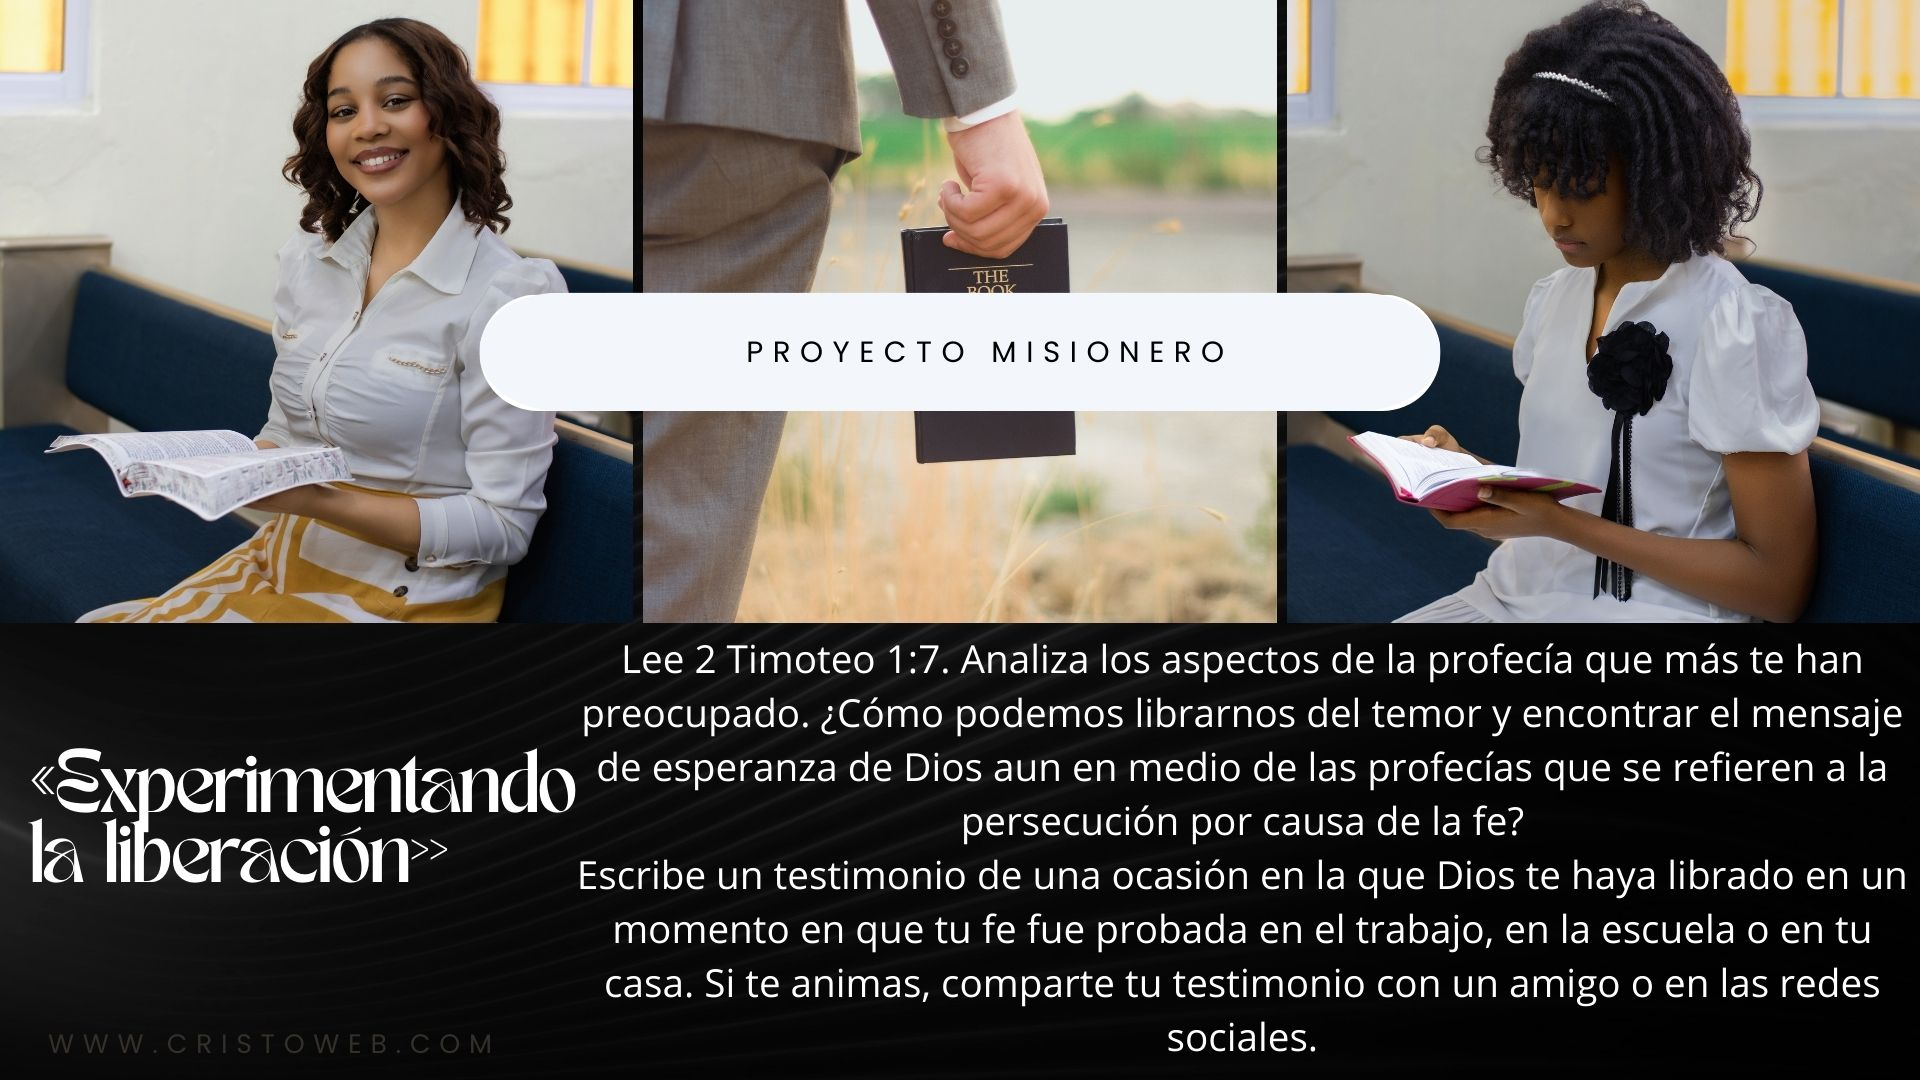 THE
BOOK
PROYECTO MISIONERO
«Experimentando
la liberación>>
Lee 2 Timoteo 1:7. Analiza los aspectos de la profecía que más te han
preocupado. ¿Cómo podemos librarnos del temor y encontrar el mensaje
de esperanza de Dios aun en medio de las profecías que se refieren a la
persecución por causa de la fe?
Escribe un testimonio de una ocasión en la que Dios te haya librado en un
momento en que tu fe fue probada en el trabajo, en la escuela o en tu
casa. Si te animas, comparte tu testimonio con un amigo o en las redes
sociales.
WWW.CRISTOWEB.COM